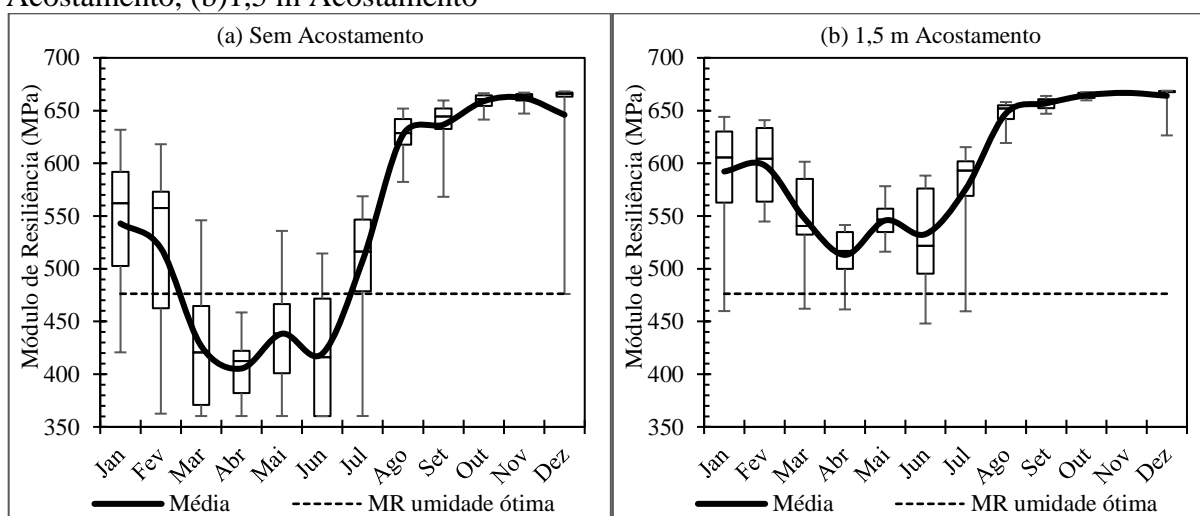 Acostamento, (b)1,5 m Acostamento
(a) Sem Acostamento
Módulo de Resiliência (MPa)
700
650
600
550
500
450
400
350
Jan Fev Mar Abr Mai Jun Jul Ago Set Out Nov Dez
Média MR umidade ótima
(b) 1,5 m Acostamento
Módulo de Resiliência (MPa)
700
650
600
550
500
450
400
350
Jan Fev Mar Abr Mai Jun Jul Ago Set Out Nov Dez
Média MR umidade ótima